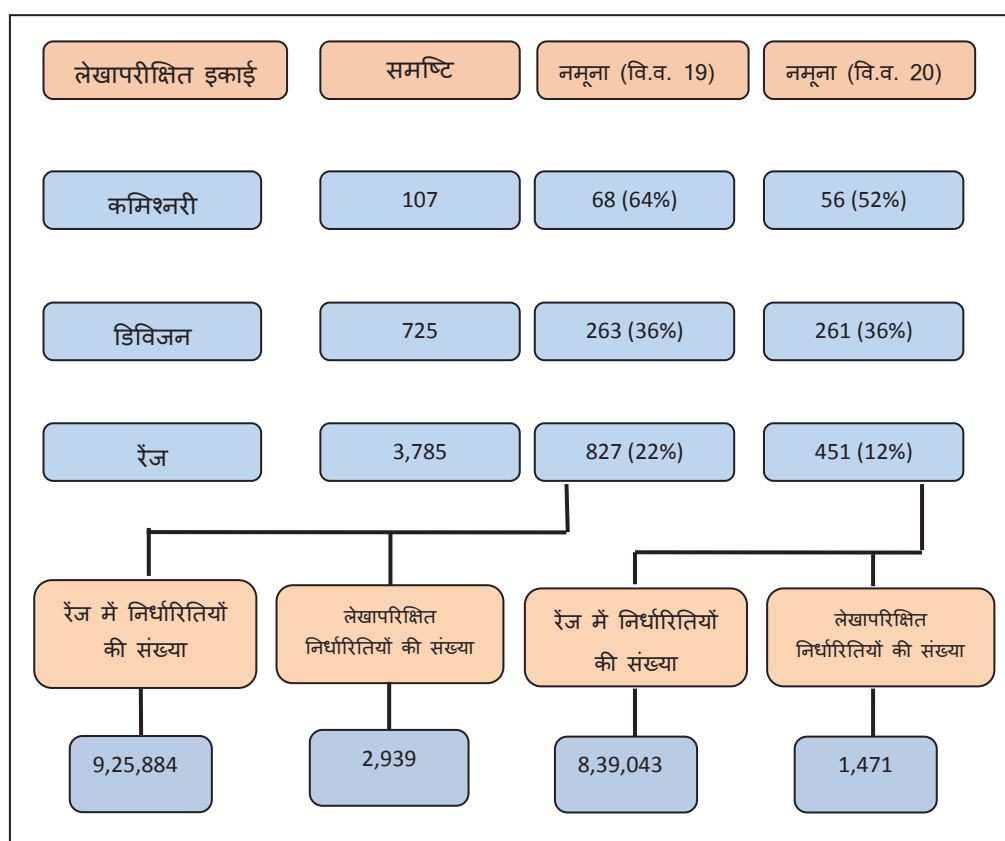 लेखापरीक्षित इकाई समष्टि नमूना (वि.व. 19) नमूना (वि.व. 20)
कमिश्नरी 107 68 (64%) 56 (52%)
डिविजन 725 263 (36%) 261 (36%)
रेंज 3,785 827 (22%) 451 (12%)
रेंज में निर्धारितियों
की संख्या
लेखापरिक्षित
निर्धारितियों की संख्या
रेंज में निर्धारितियों
की संख्या
लेखापरिक्षित
निर्धारितियों की संख्या
9,25,884 2,939 8,39,043 1,471